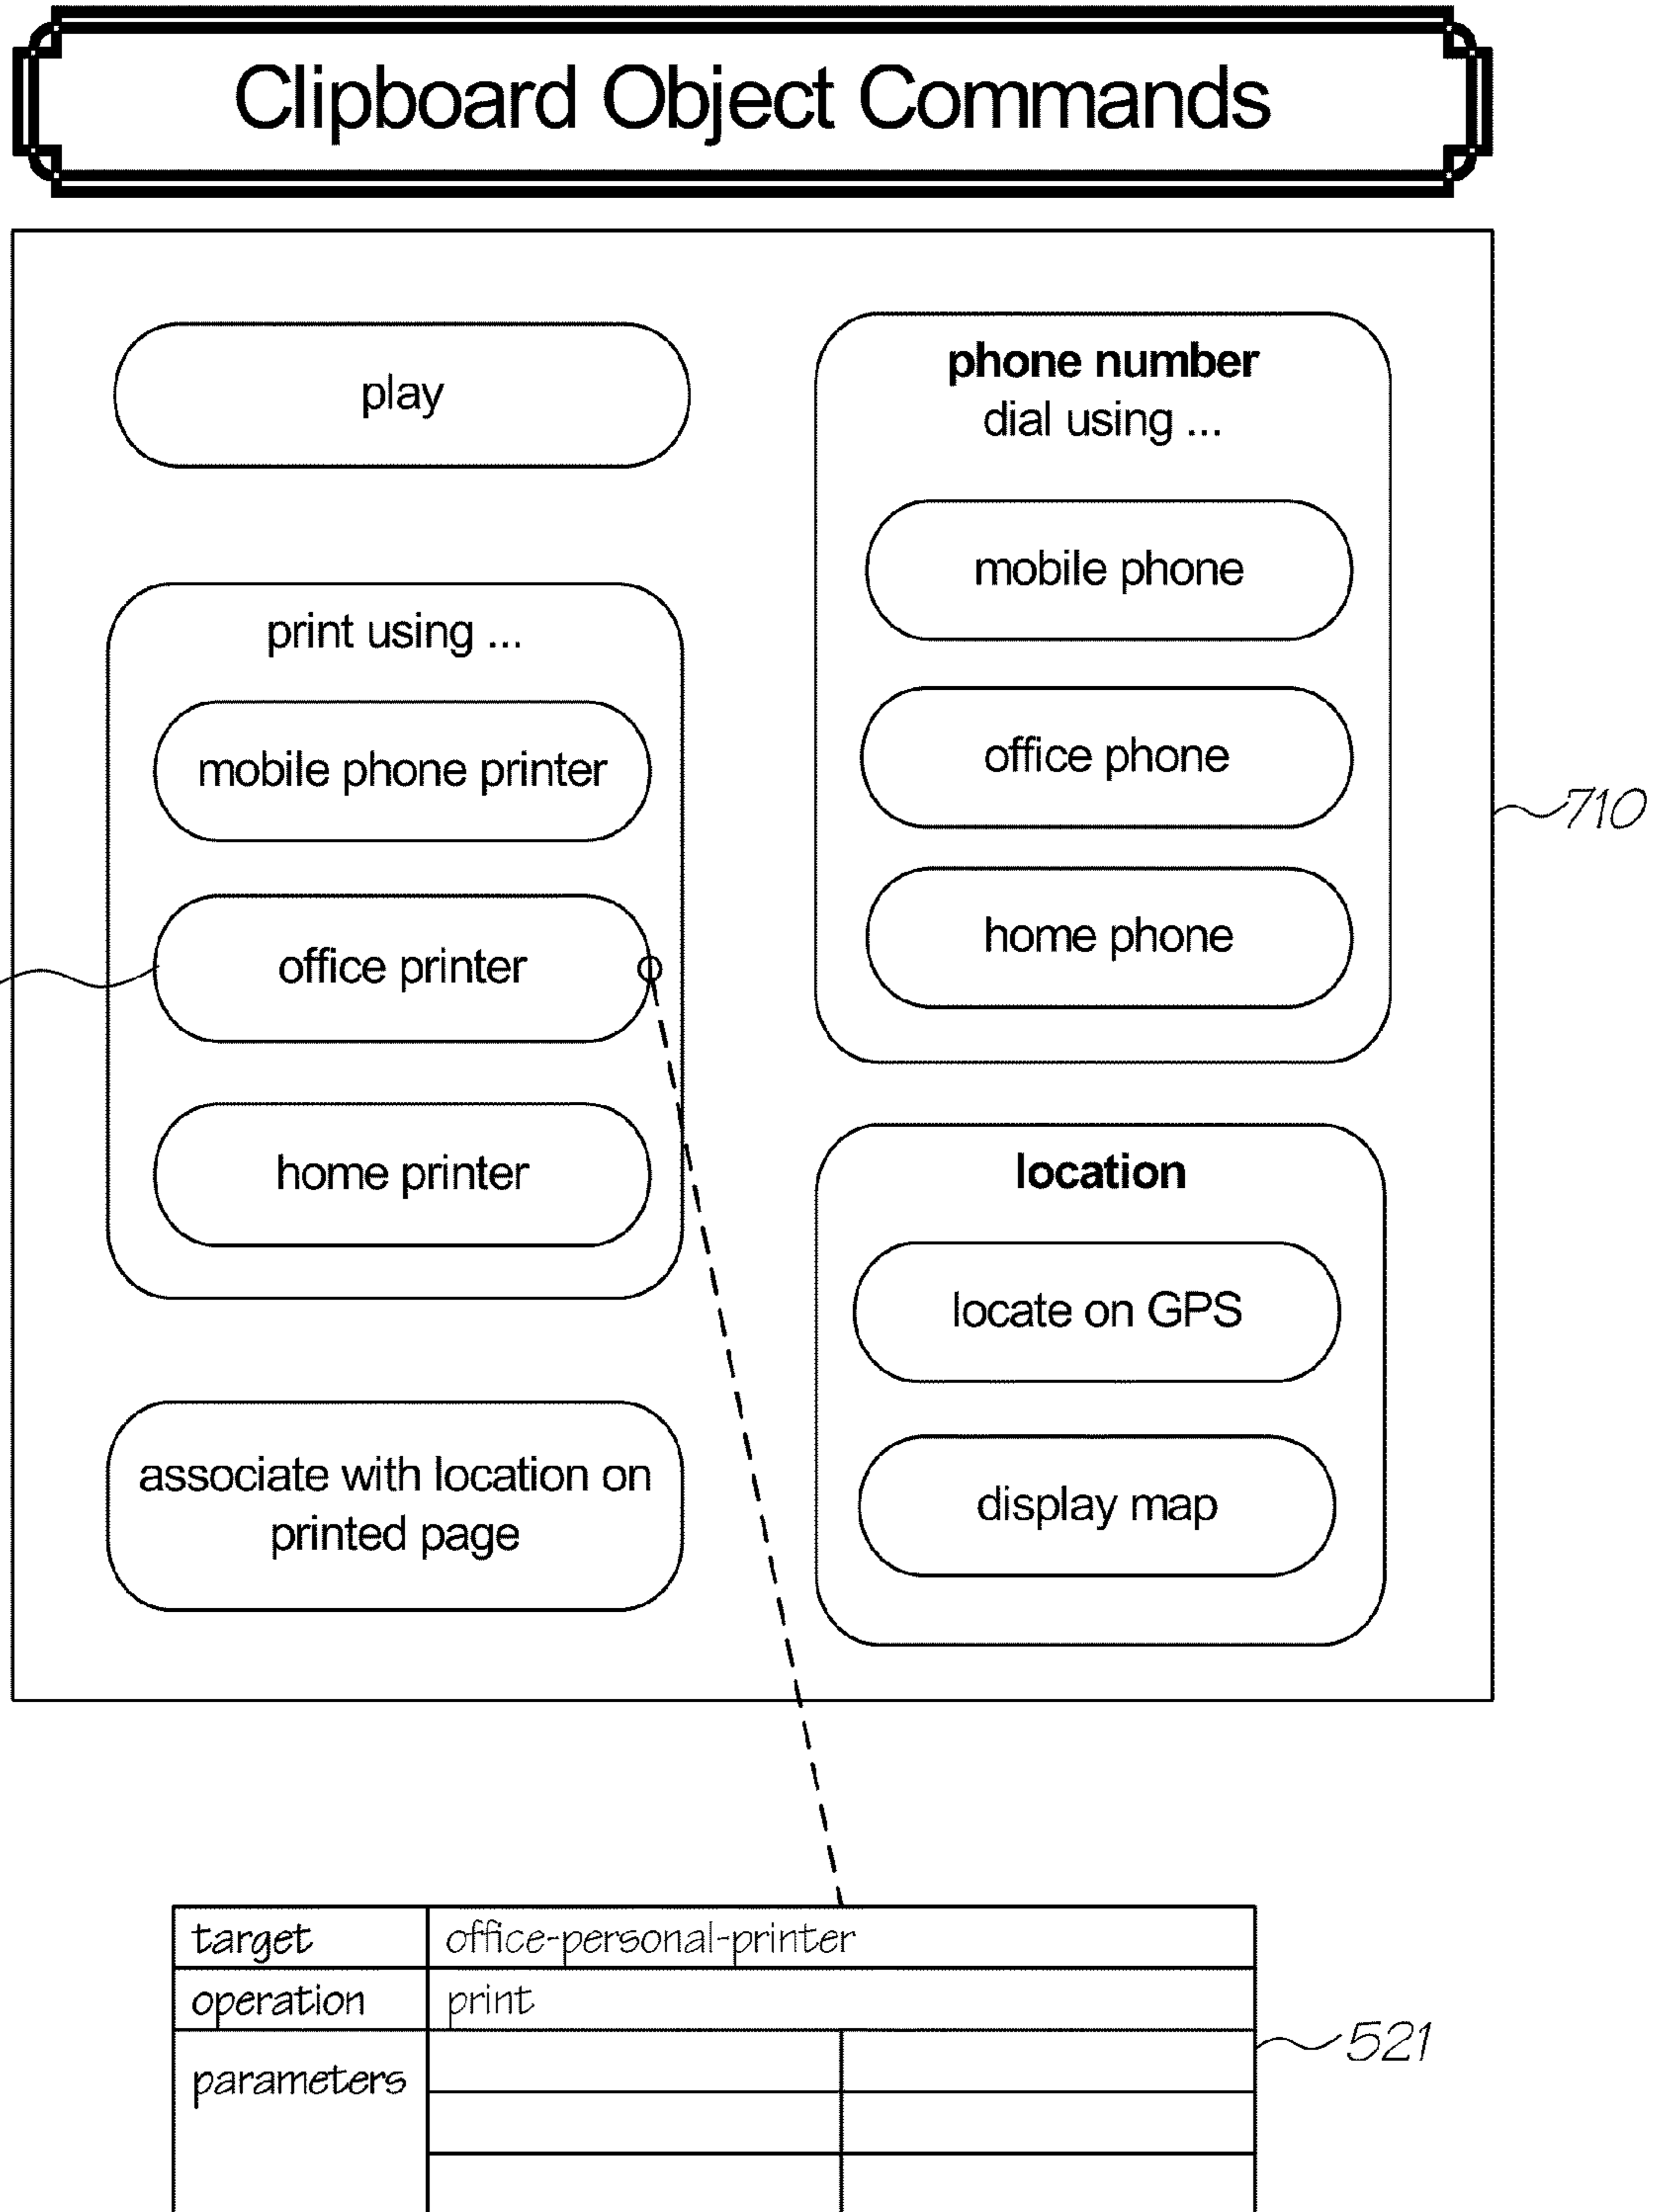 Clipboard Object Commands
play
print using ...
mobile phone printer
office printer
home printer
associate with location on
printed page
phone number
dial using ...
mobile phone
office phone
home phone
location
locate on GPS
display map
710
target office-personal-printer
operation print
parameters
521